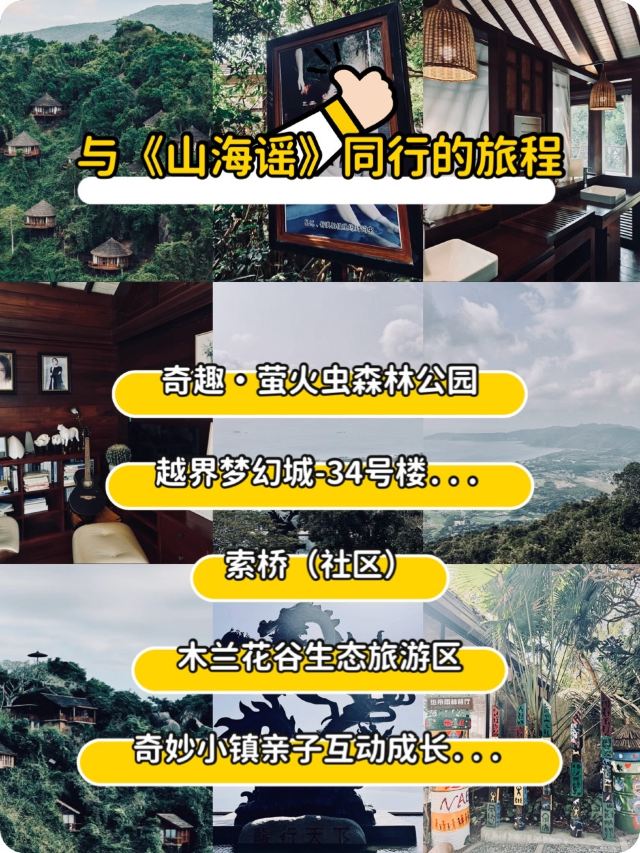 与《山海谣》同行的旅程
奇趣·萤火虫森林公园
越界梦幻城-34号楼...
索桥（社区）
木兰花谷生态旅游区
奇妙小镇亲子互动成长...